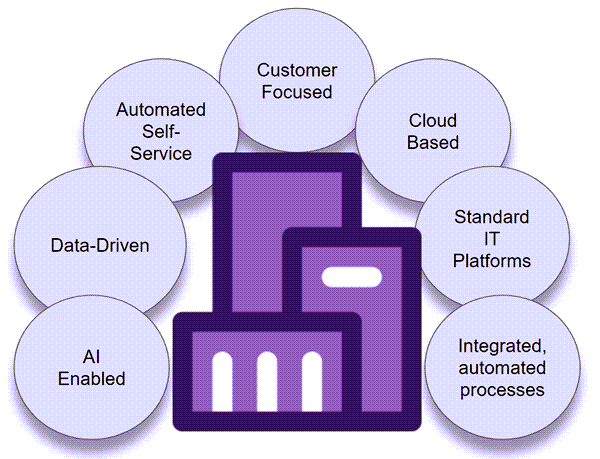 Customer
Focused
Automated
Self-
Service
Cloud
Based
Data-Driven
Standard
IT
Platforms
AI
Enabled
Integrated,
automated
processes